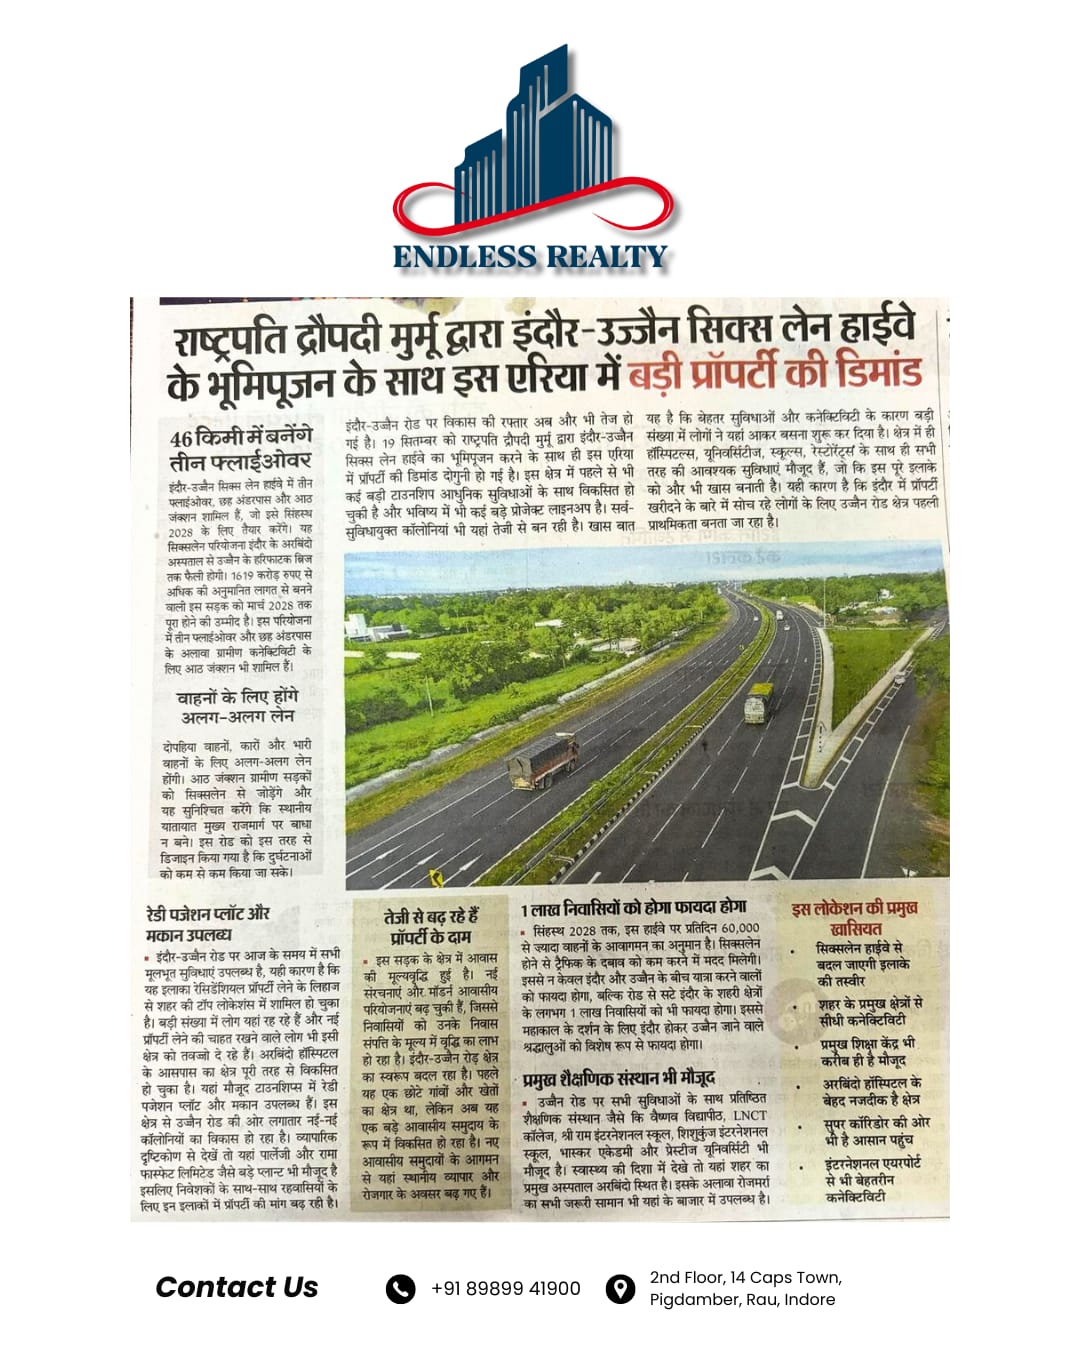 ENDLESS REALTY
राष्ट्रपति द्रौपदी मुर्मू द्वारा इंदौर-उज्जैन सिक्स लेन हाईवे
के भूमिपूजन के साथ इस एरिया में बड़ी प्रॉपर्टी की डिमांड
46 किमी में बनेंगे
तीन फ्लाईओवर
इंदौर-उज्जैन सिक्स लेन हाईवे में तीन
फ्लाईओवर, छह अंडरपास और आठ
जंक्शन शामिल हैं, जो इसे सिंहस्थ
2028 के लिए तैयार करेंगे। यह
सिक्सलेन परियोजना इंदौर के अरबिंदो
अस्पताल से उज्जैन के हरिफाटक ब्रिज
तक फैली होगी। 1619 करोड़ रुपए से
अधिक की अनुमानित लागत से बनने
वाली इस सड़क को मार्च 2028 तक
पूरा होने की उम्मीद है। इस परियोजना
में तीन फ्लाईओवर और छह अंडरपास
के अलावा ग्रामीण कनेक्टिविटी के
लिए आठ जंक्शन भी शामिल हैं।
वाहनों के लिए होंगे
अलग-अलग लेन
दोपहिया वाहनों, कारों और भारी
वाहनों के लिए अलग-अलग लेन
होंगी। आठ जंक्शन ग्रामीण सड़कों
को सिक्सलेन से जोड़ेंगे और
यह सुनिश्चित करेंगे कि स्थानीय
यातायात मुख्य राजमार्ग पर बाधा
न बने। इस रोड को इस तरह से
डिजाइन किया गया है कि दुर्घटनाओं
को कम से कम किया जा सके।
इंदौर-उज्जैन रोड पर विकास की रफ्तार अब और भी तेज हो
गई है। 19 सितम्बर को राष्ट्रपति द्रौपदी मुर्मू द्वारा इंदौर-उज्जैन
सिक्स लेन हाईवे का भूमिपूजन करने के साथ ही इस एरिया
में प्रॉपर्टी की डिमांड दोगुनी हो गई है। इस क्षेत्र में पहले से भी
कई बड़ी टाउनशिप आधुनिक सुविधाओं के साथ विकसित हो
चुकी है और भविष्य में भी कई बड़े प्रोजेक्ट लाइनअप है। सर्व-
सुविधायुक्त कॉलोनियां भी यहां तेजी से बन रही है। खास बात
यह है कि बेहतर सुविधाओं और कनेक्टिविटी के कारण बड़ी
संख्या में लोगों ने यहां आकर बसना शुरू कर दिया है। क्षेत्र में ही
हॉस्पिटल्स, यूनिवर्सिटीज, स्कूल्स, रेस्टोरेंट्स के साथ ही सभी
तरह की आवश्यक सुविधाएं मौजूद हैं, जो कि इस पूरे इलाके
को और भी खास बनाती है। यही कारण है कि इंदौर में प्रॉपर्टी
खरीदने के बारे में सोच रहे लोगों के लिए उज्जैन रोड क्षेत्र पहली
प्राथमिकता बनता जा रहा है।
रेडी पजेशन प्लॉट और
मकान उपलब्ध
इंदौर-उज्जैन रोड पर आज के समय में सभी
मूलभूत सुविधाएं उपलब्ध है, यही कारण है कि
यह इलाका रेसिडेंशियल प्रॉपर्टी लेने के लिहाज
से शहर की टॉप लोकेशंस में शामिल हो चुका
है। बड़ी संख्या में लोग यहां रह रहे हैं और नई
प्रॉपर्टी लेने की चाहत रखने वाले लोग भी इसी
क्षेत्र को तवज्जो दे रहे हैं। अरबिंदो हॉस्पिटल
के आसपास का क्षेत्र पूरी तरह से विकसित
हो चुका है। यहां मौजूद टाउनशिप्स में रेडी
पजेशन प्लॉट और मकान उपलब्ध हैं। इस
क्षेत्र से उज्जैन रोड की ओर लगातार नई-नई
कॉलोनियों का विकास हो रहा है। व्यापारिक
दृष्टिकोण से देखें तो यहां पार्लेजी और रामा
फास्फेट लिमिटेड जैसे बड़े प्लान्ट भी मौजूद है
इसलिए निवेशकों के साथ-साथ रहवासियों के
लिए इन इलाकों में प्रॉपर्टी की मांग बढ़ रही है।
तेजी से बढ़ रहे हैं
प्रॉपर्टी के दाम
इस सड़क के क्षेत्र में आवास
की मूल्यवृद्धि हुई है। नई
संरचनाएं और मॉडर्न आवासीय
परियोजनाएं बढ़ चुकी हैं, जिससे
निवासियों को उनके निवास
संपत्ति के मूल्य में वृद्धि का लाभ
हो रहा है। इंदौर-उज्जैन रोड़ क्षेत्र
का स्वरूप बदल रहा है। पहले
यह एक छोटे गांवों और खेतों
का क्षेत्र था, लेकिन अब यह
एक बड़े आवासीय समुदाय के
रूप में विकसित हो रहा है। नए
आवासीय समुदायों के आगमन
से यहां स्थानीय व्यापार और
रोजगार के अवसर बढ़ गए हैं।
1 लाख निवासियों को होगा फायदा होगा
सिंहस्थ 2028 तक, इस हाईवे पर प्रतिदिन 60,000
से ज्यादा वाहनों के आवागमन का अनुमान है। सिक्सलेन
होने से ट्रैफिक के दबाव को कम करने में मदद मिलेगी।
इससे न केवल इंदौर और उज्जैन के बीच यात्रा करने वालों
को फायदा होगा, बल्कि रोड से सटे इंदौर के शहरी क्षेत्रों
के लगभग 1 लाख निवासियों को भी फायदा होगा। इससे
महाकाल के दर्शन के लिए इंदौर होकर उज्जैन जाने वाले
श्रद्धालुओं को विशेष रूप से फायदा होगा।
प्रमुख शैक्षणिक संस्थान भी मौजूद
उज्जैन रोड पर सभी सुविधाओं के साथ प्रतिष्ठित
शैक्षणिक संस्थान जैसे कि वैष्णव विद्यापीठ, LNCT
कॉलेज, श्री राम इंटरनेशनल स्कूल, शिशुकुंज इंटरनेशनल
स्कूल, भास्कर एकेडमी और प्रेस्टीज यूनिवर्सिटी भी
मौजूद है। स्वास्थ्य की दिशा में देखे तो यहां शहर का
प्रमुख अस्पताल अरबिंदो स्थित है। इसके अलावा रोजमर्रा
का सभी जरूरी सामान भी यहां के बाजार में उपलब्ध है।
इस लोकेशन की प्रमुख
खासियत
• सिक्सलेन हाईवे से
बदल जाएगी इलाके
की तस्वीर
• शहर के प्रमुख क्षेत्रों से
सीधी कनेक्टिविटी
• प्रमुख शिक्षा केंद्र भी
करीब ही है मौजूद
• अरबिंदो हॉस्पिटल के
बेहद नजदीक है क्षेत्र
• सुपर कॉरिडोर की ओर
भी है आसान पहुंच
• इंटरनेशनल एयरपोर्ट
से भी बेहतरीन
कनेक्टिविटी
Contact Us
+91 89899 41900
2nd Floor, 14 Caps Town,
Pigdamber, Rau, Indore